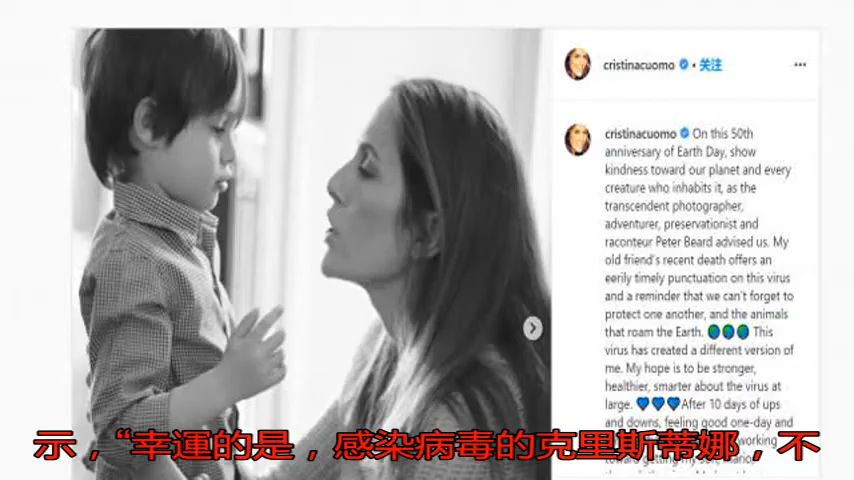 cristinacuomo • 关注 •••
cristinacuomo On this 50th
anniversary of Earth Day, show
kindness toward our planet and every
creature who inhabits it, as the
transcendent photographer,
adventurer, preservationist and
raconteur Peter Beard advised us. My
old friend's recent death offers an
eerily timely punctuation on this virus
and a reminder that we can't forget to
protect one another, and the animals
that roam the Earth. 🌎🌍🌏 This
virus has created a different version of
me. My hope is to be stronger,
healthier, smarter about the virus at
large. 💙💙💙After 10 days of ups
and downs, feeling good one-day and
working
示，“幸運的是，感染病毒的克里斯蒂娜，不